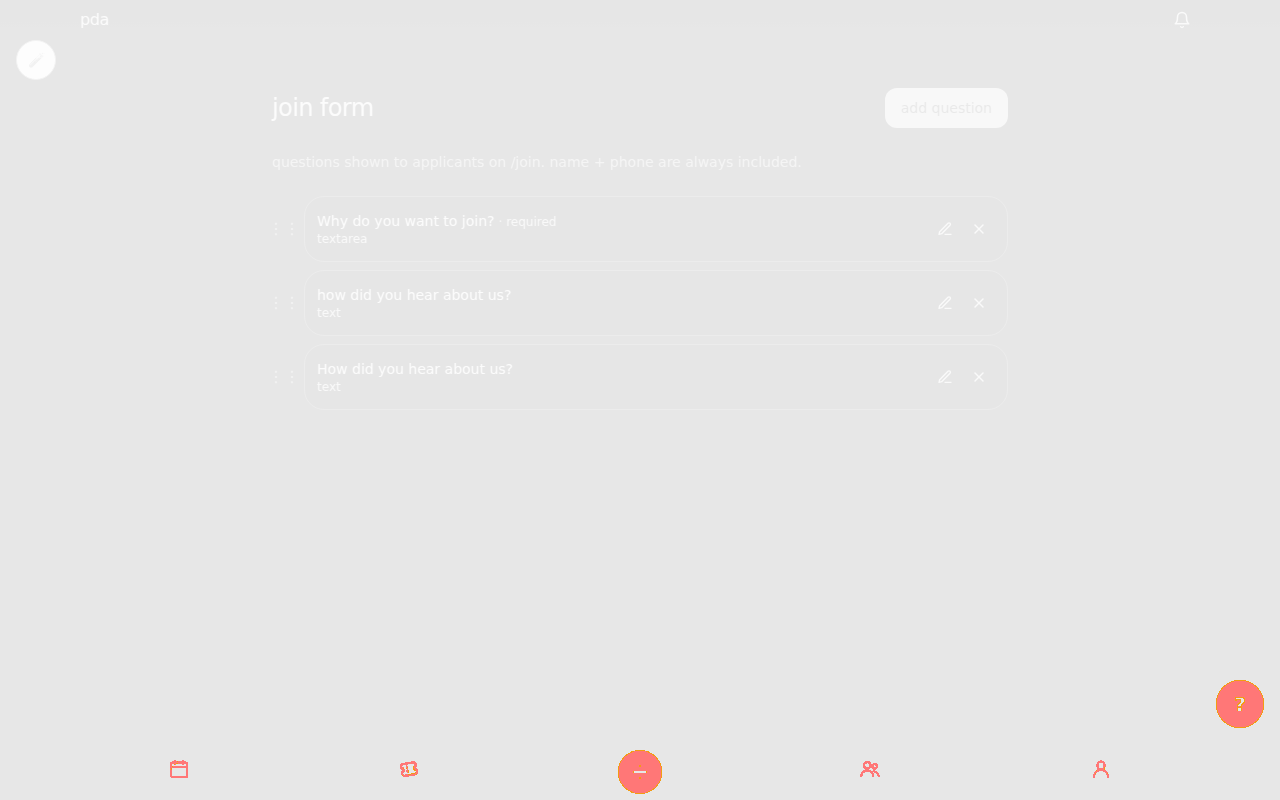 pda
join form
add question
questions shown to applicants on /join. name + phone are always included.
Why do you want to join? · required
textarea
how did you hear about us?
text
How did you hear about us?
text
?